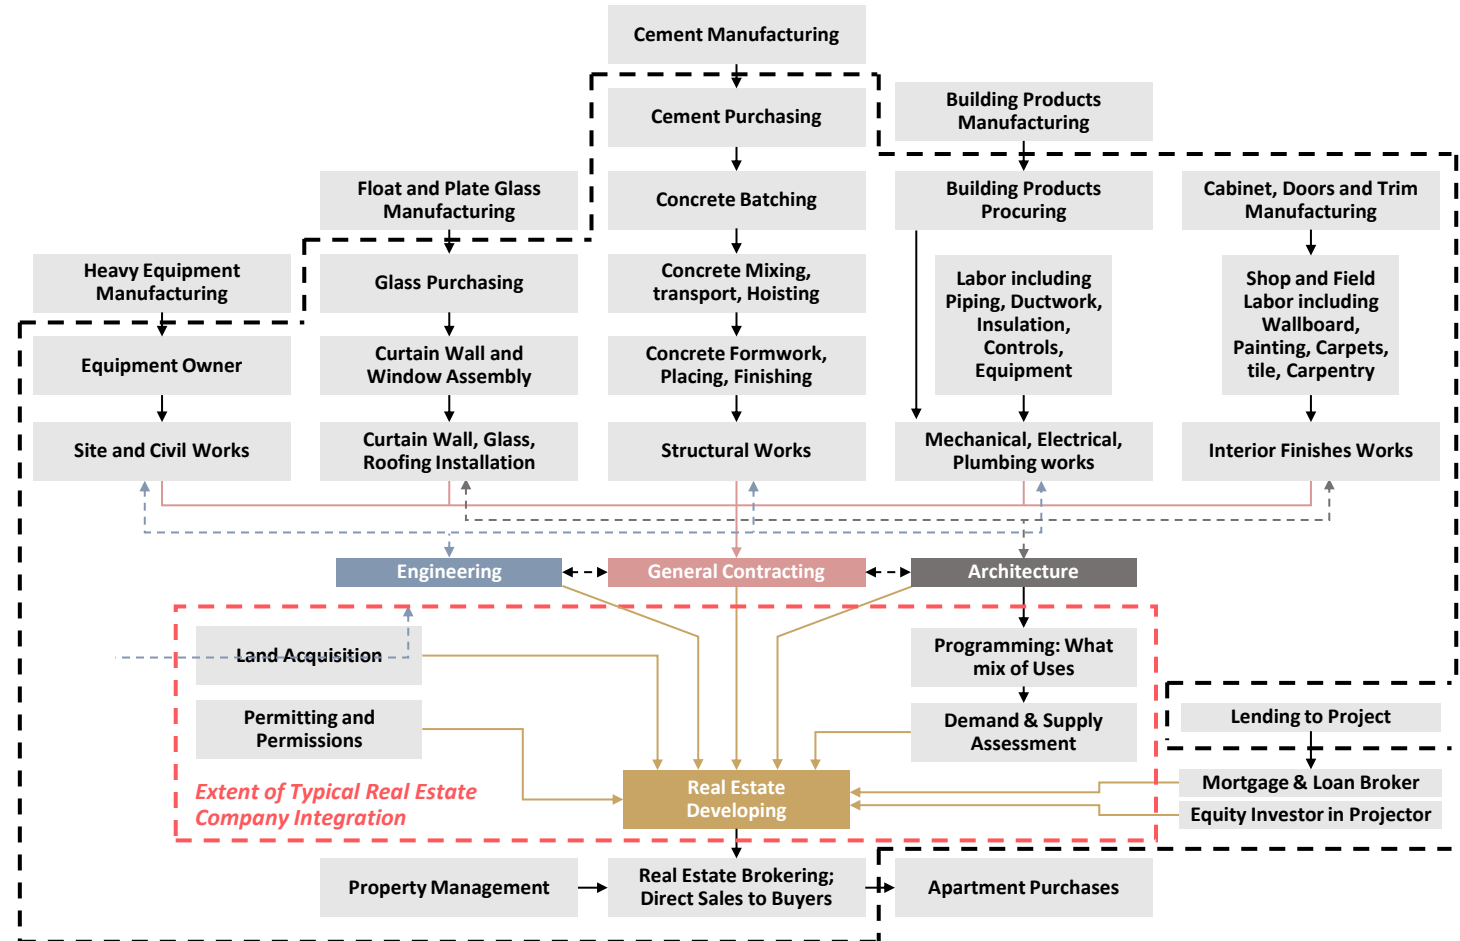 Cement Manufacturing
Cement Purchasing
Building Products
Manufacturing
Float and Plate Glass
Manufacturing
Concrete Batching
Building Products
Procuring
Cabinet, Doors and Trim
Manufacturing
Heavy Equipment
Manufacturing
Glass Purchasing
Concrete Mixing,
transport, Hoisting
Labor including
Piping, Ductwork,
Insulation,
Controls,
Equipment
Shop and Field
Labor including
Wallboard,
Painting, Carpets,
tile, Carpentry
Equipment Owner
Curtain Wall and
Window Assembly
Concrete Formwork,
Placing, Finishing
Site and Civil Works
Curtain Wall, Glass,
Roofing Installation
Structural Works
Mechanical, Electrical,
Plumbing works
Interior Finishes Works
Engineering
General Contracting
Architecture
Land Acquisition
Programming: What
mix of Uses
Permitting and
Permissions
Demand & Supply
Assessment
Lending to Project
Extent of Typical Real Estate
Company Integration
Real Estate
Developing
Mortgage & Loan Broker
Equity Investor in Projector
Property Management
Real Estate Brokering;
Direct Sales to Buyers
Apartment Purchases